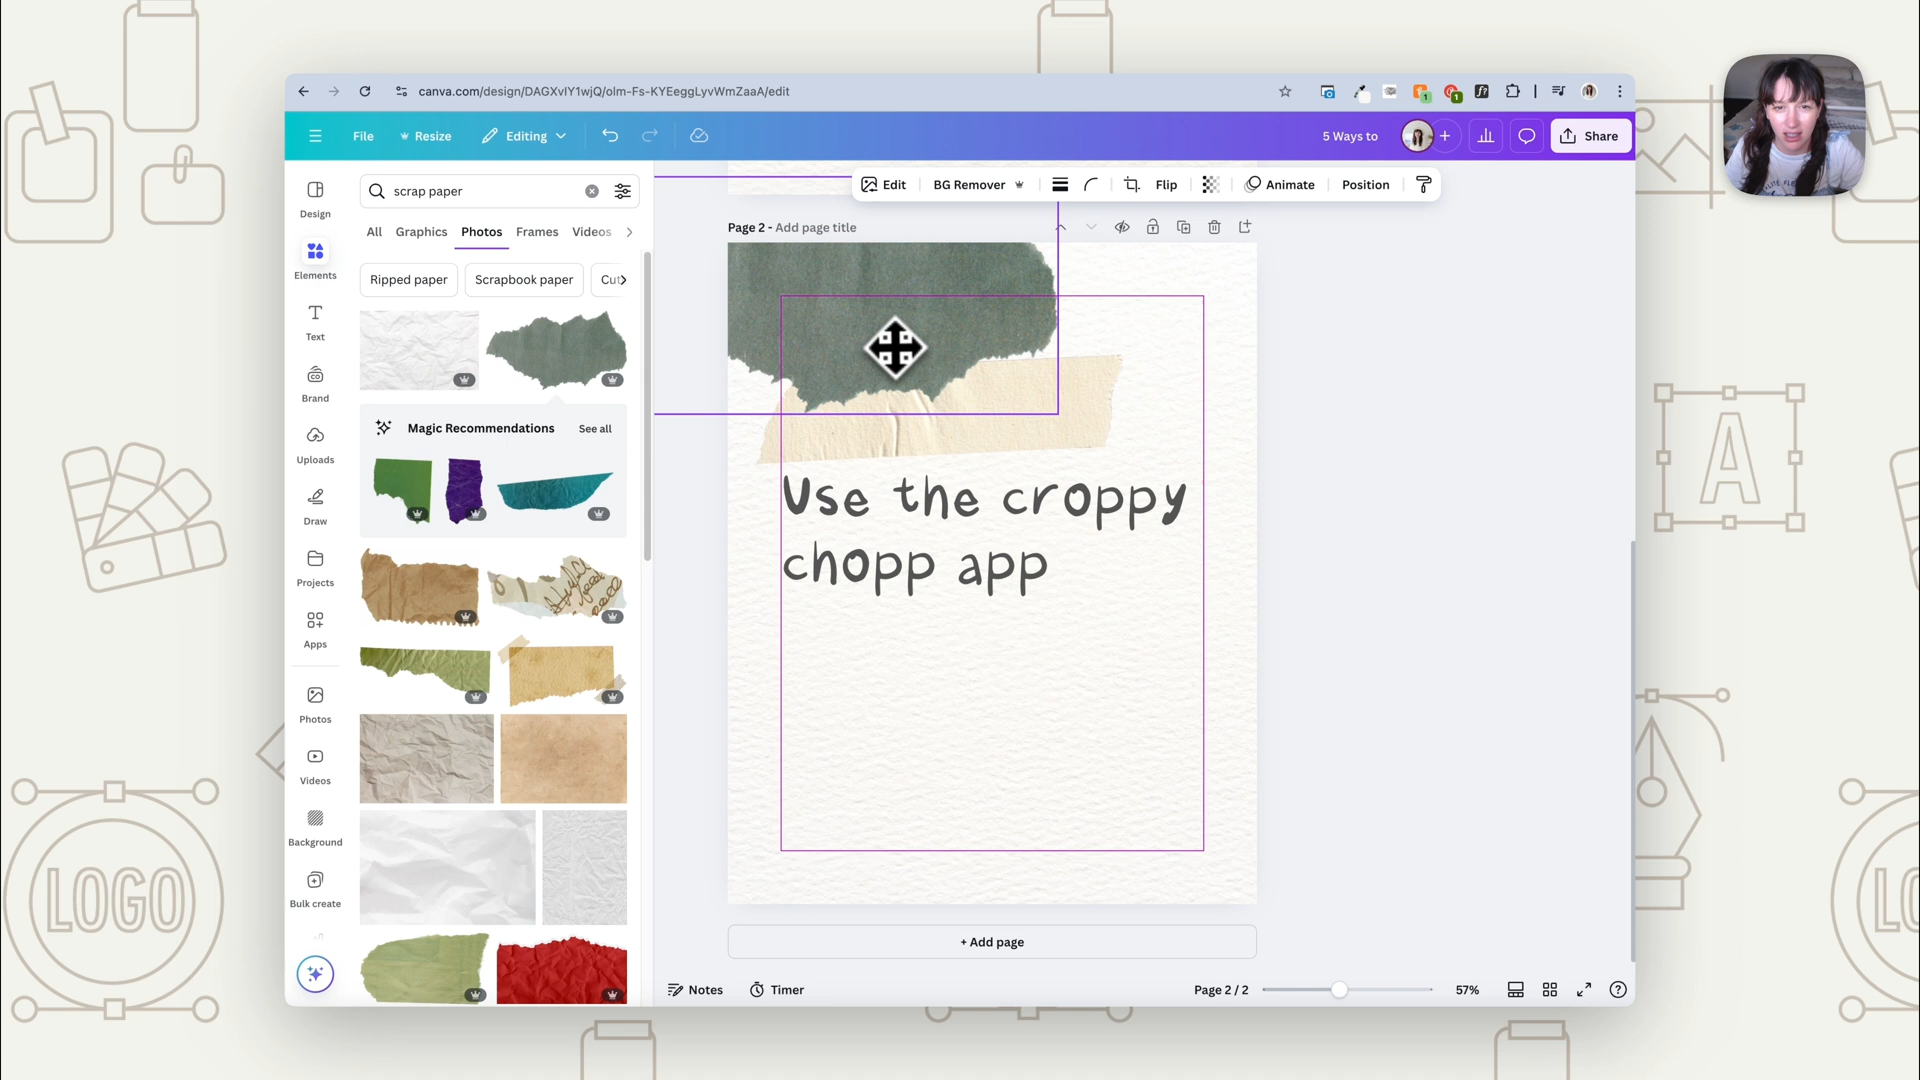 canva.com/design/DAGXvIY1wjQ/olm-Fs-KYEeggLyvWmZaaA/edit
File
Resize
Editing
5 Ways to
Share
scrap paper
All
Graphics
Photos
Frames
Videos
Ripped paper
Scrapbook paper
Cut
Magic Recommendations
See all
Design
Elements
Text
Brand
Uploads
Draw
Projects
Apps
Photos
Videos
Background
Bulk create
Edit
BG Remover
Flip
Animate
Position
Page 2 - Add page title
Use the croppy
chopp app
+ Add page
Notes
Timer
Page 2 / 2
57%
LOGO
A